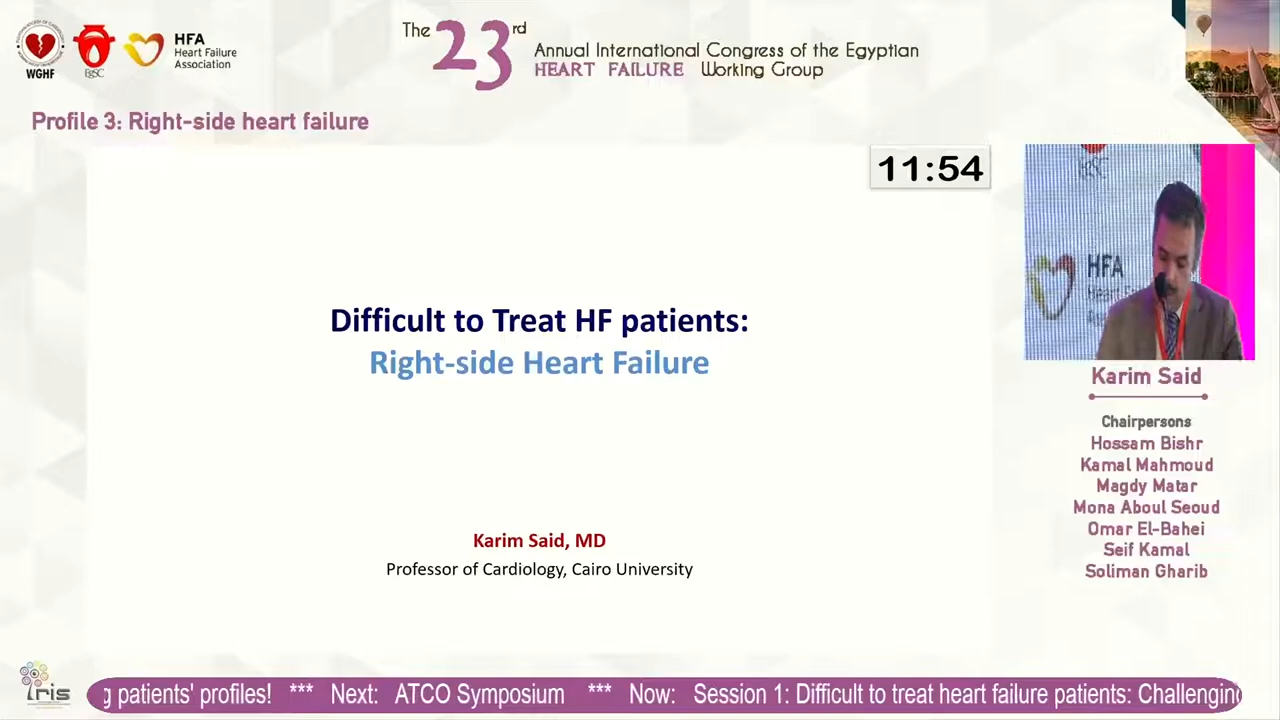 WGHF
EgSC
HFA
Heart Failure
Association
The 23rd
Annual International Congress of the Egyptian
HEART FAILURE Working Group
Profile 3: Right-side heart failure
11:54
Difficult to Treat HF patients:
Right-side Heart Failure
Karim Said, MD
Professor of Cardiology, Cairo University
HFA
Karim Said
Chairpersons
Hossam Bishr
Kamal Mahmoud
Magdy Matar
Mona Aboul Seoud
Omar El-Bahei
Seif Kamal
Soliman Gharib
iris
g patients' profiles! *** Next: ATCO Symposium *** Now: Session 1: Difficult to treat heart failure patients: Challenging